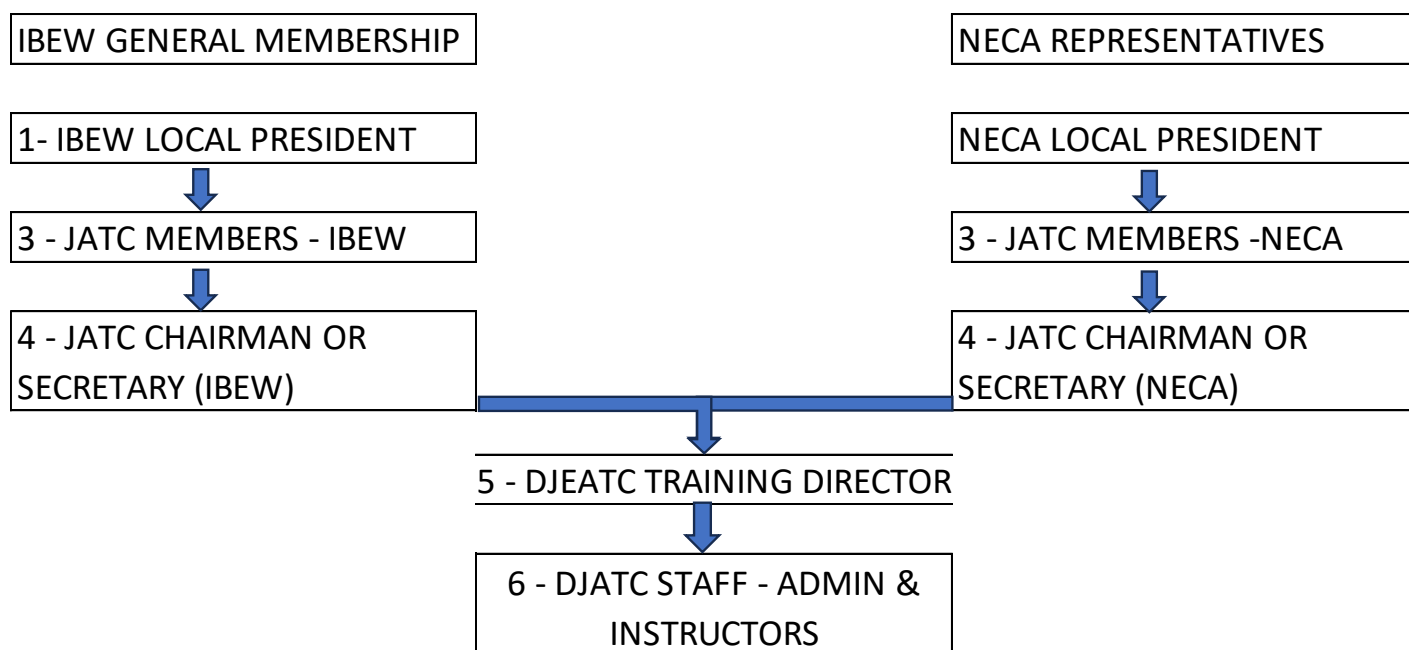 IBEW GENERAL MEMBERSHIP
NECA REPRESENTATIVES
1- IBEW LOCAL PRESIDENT
NECA LOCAL PRESIDENT
3 - JATC MEMBERS - IBEW
3 - JATC MEMBERS -NECA
4 - JATC CHAIRMAN OR
SECRETARY (IBEW)
4 - JATC CHAIRMAN OR
SECRETARY (NECA)
5 - DJEATC TRAINING DIRECTOR
6 - DJATC STAFF - ADMIN &
INSTRUCTORS